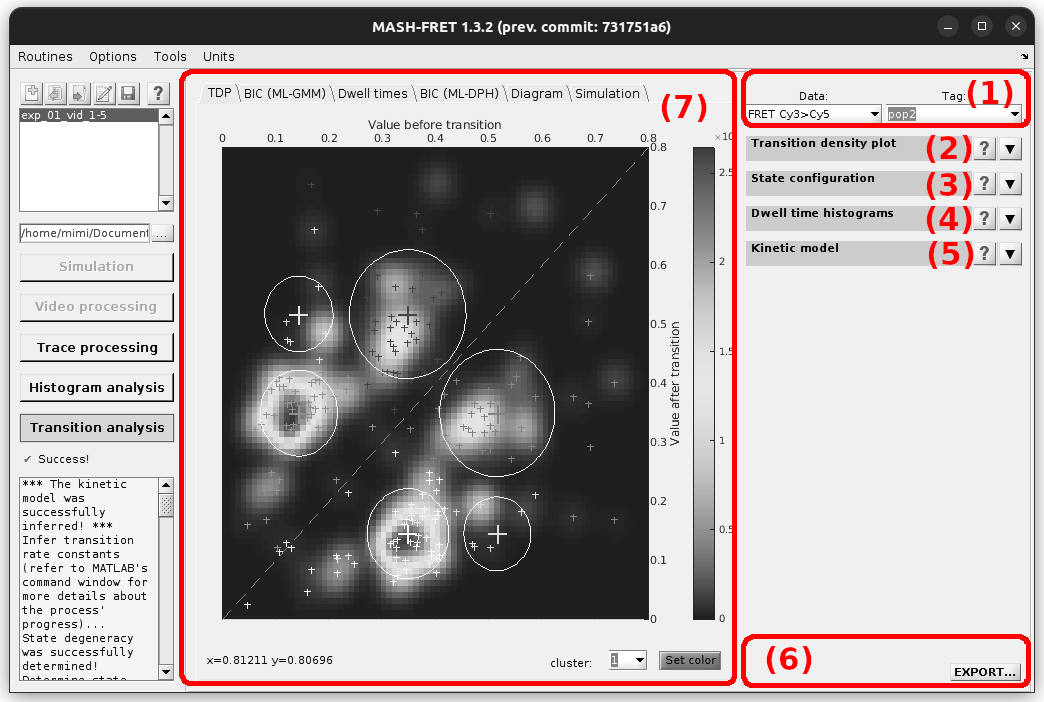 MASH-FRET 1.3.2 (prev. commit: 731751a6)
Routines Options Tools Units
?
exp_01_vid_1-5
/home/mimi/Document
...
Simulation
Video processing
Trace processing
Histogram analysis
Transition analysis
✓ Success!
*** The kinetic
model was
successfully
inferred! ***
Infer transition
rate constants
(refer to MATLAB's
command window for
more details about
the process'
progress)...
State degeneracy
was successfully
determined!
Determine state
TDP BIC (ML-GMM) Dwell times BIC (ML-DPH) Diagram Simulation
(7)
Value before transition
0 0.1 0.2 0.3 0.4 0.5 0.6 0.7 0.8
0.8
0.7
0.6
0.5
0.4
0.3
0.2
0.1
0
Value after transition
×10
2.5
2
1.5
1
0.5
0
x=0.81211 y=0.80696
cluster: 1 Set color
Data: Tag: (1)
FRET Cy3>Cy5 pop2
Transition density plot (2) ? ▼
State configuration (3) ? ▼
Dwell time histograms (4) ? ▼
Kinetic model (5) ? ▼
(6)
EXPORT...